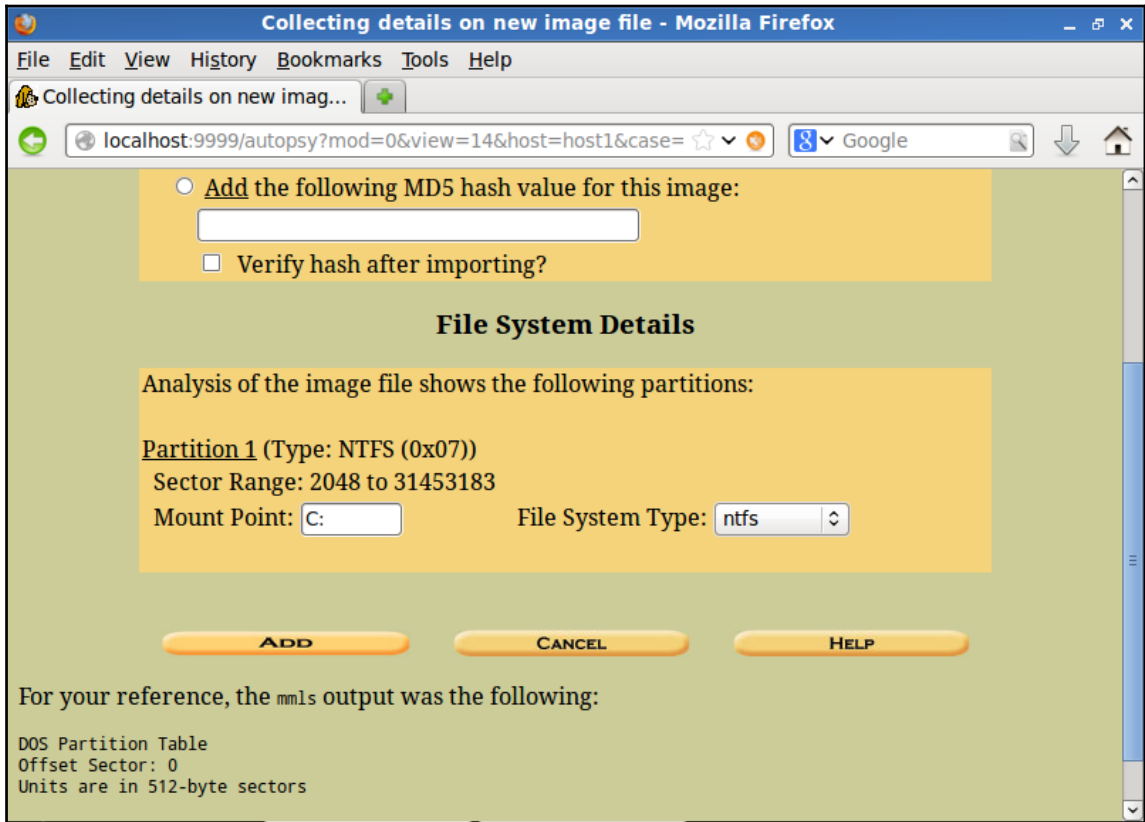 Collecting details on new image file - Mozilla Firefox
File Edit View History Bookmarks Tools Help
Collecting details on new imag...
localhost:9999/autopsy?mod=0&view=14&host=host1&case=
8 Google
Add the following MD5 hash value for this image:
Verify hash after importing?
File System Details
Analysis of the image file shows the following partitions:
Partition 1 (Type: NTFS (0x07))
Sector Range: 2048 to 31453183
Mount Point: C: File System Type: ntfs
ADD CANCEL HELP
For your reference, the mmls output was the following:
DOS Partition Table
Offset Sector: 0
Units are in 512-byte sectors